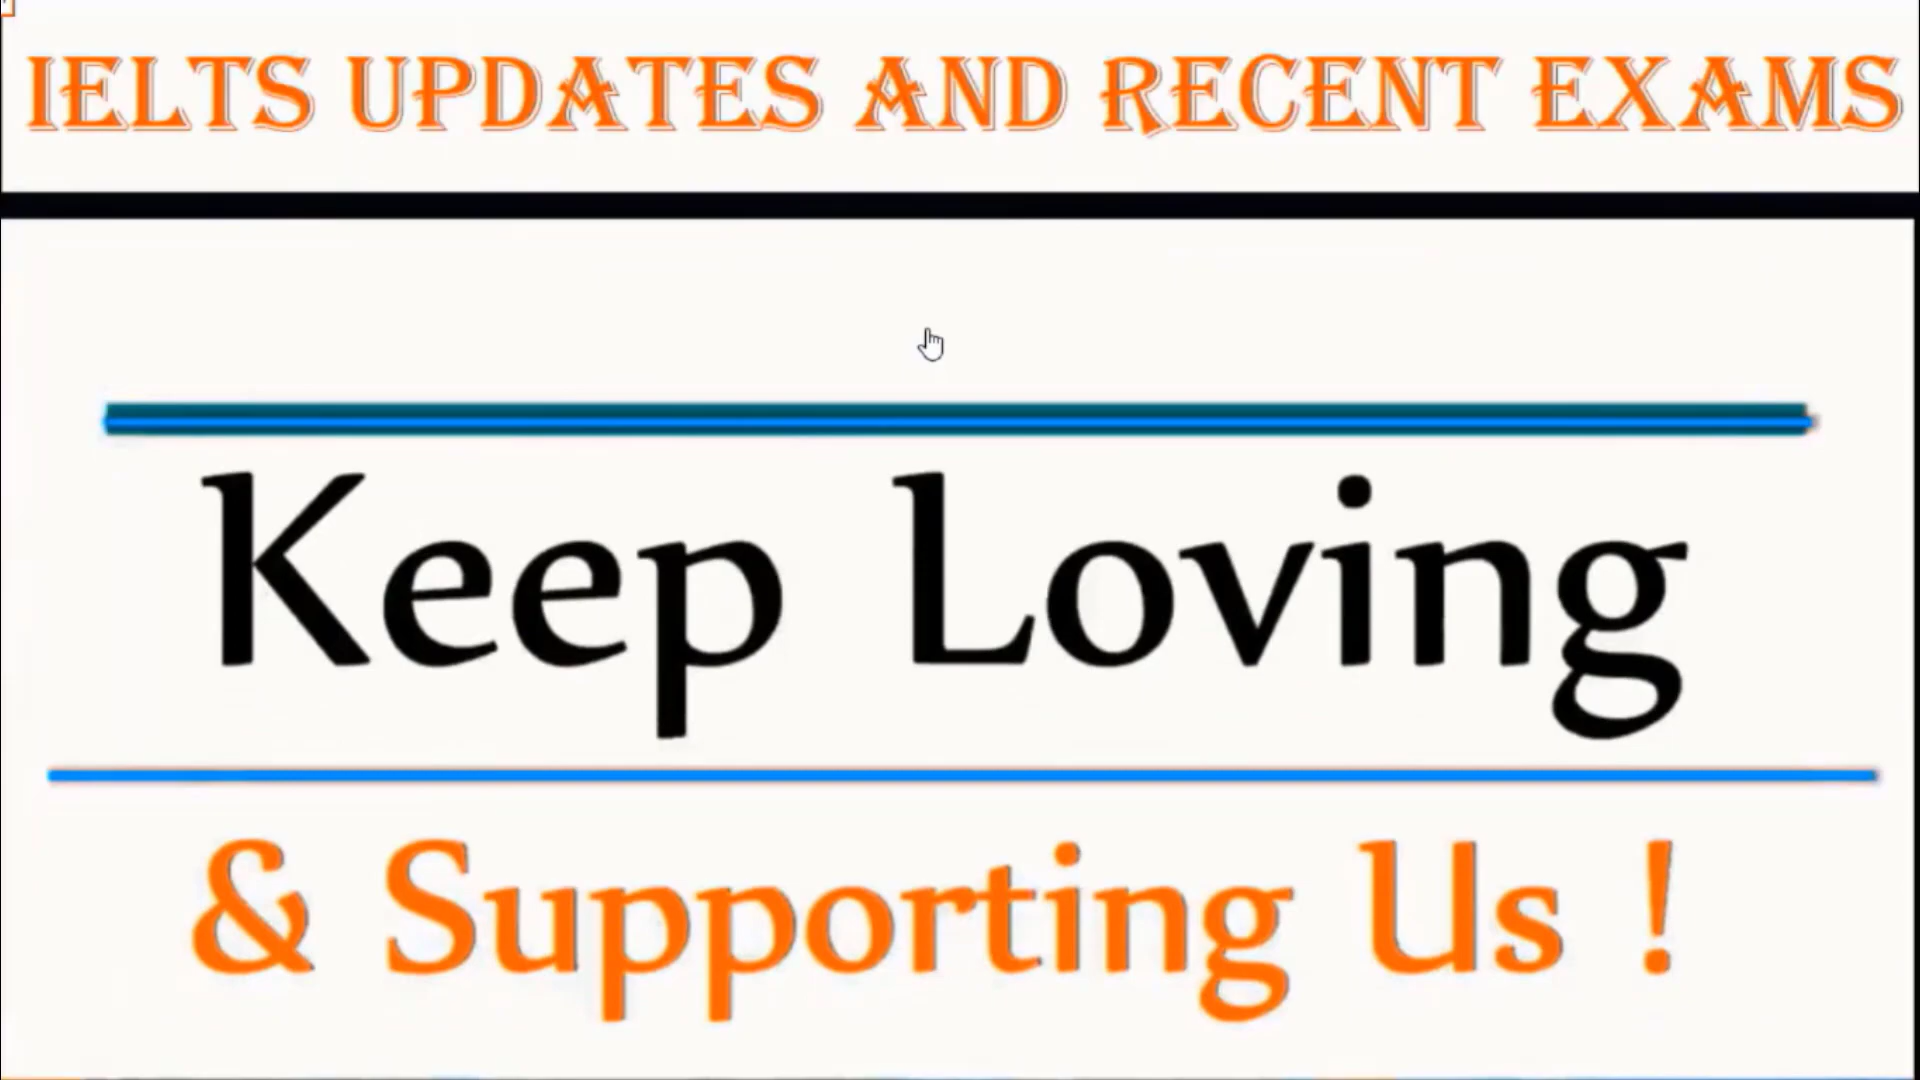 IELTS UPDATES AND RECENT EXAMS
Keep Loving
& Supporting Us !